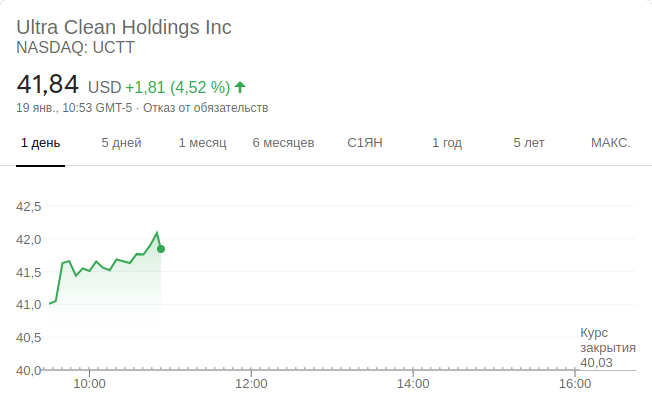 Ultra Clean Holdings Inc
NASDAQ: UCTT
41,84 USD +1,81 (4,52 %)
19 янв., 10:53 GMT-5 · Отказ от обязательств
1 день 5 дней 1 месяц 6 месяцев С1ЯН 1 год 5 лет МАКС.
42,5
42,0
41,5
41,0
40,5
40,0
Курс
закрытия
40,03
10:00 12:00 14:00 16:00